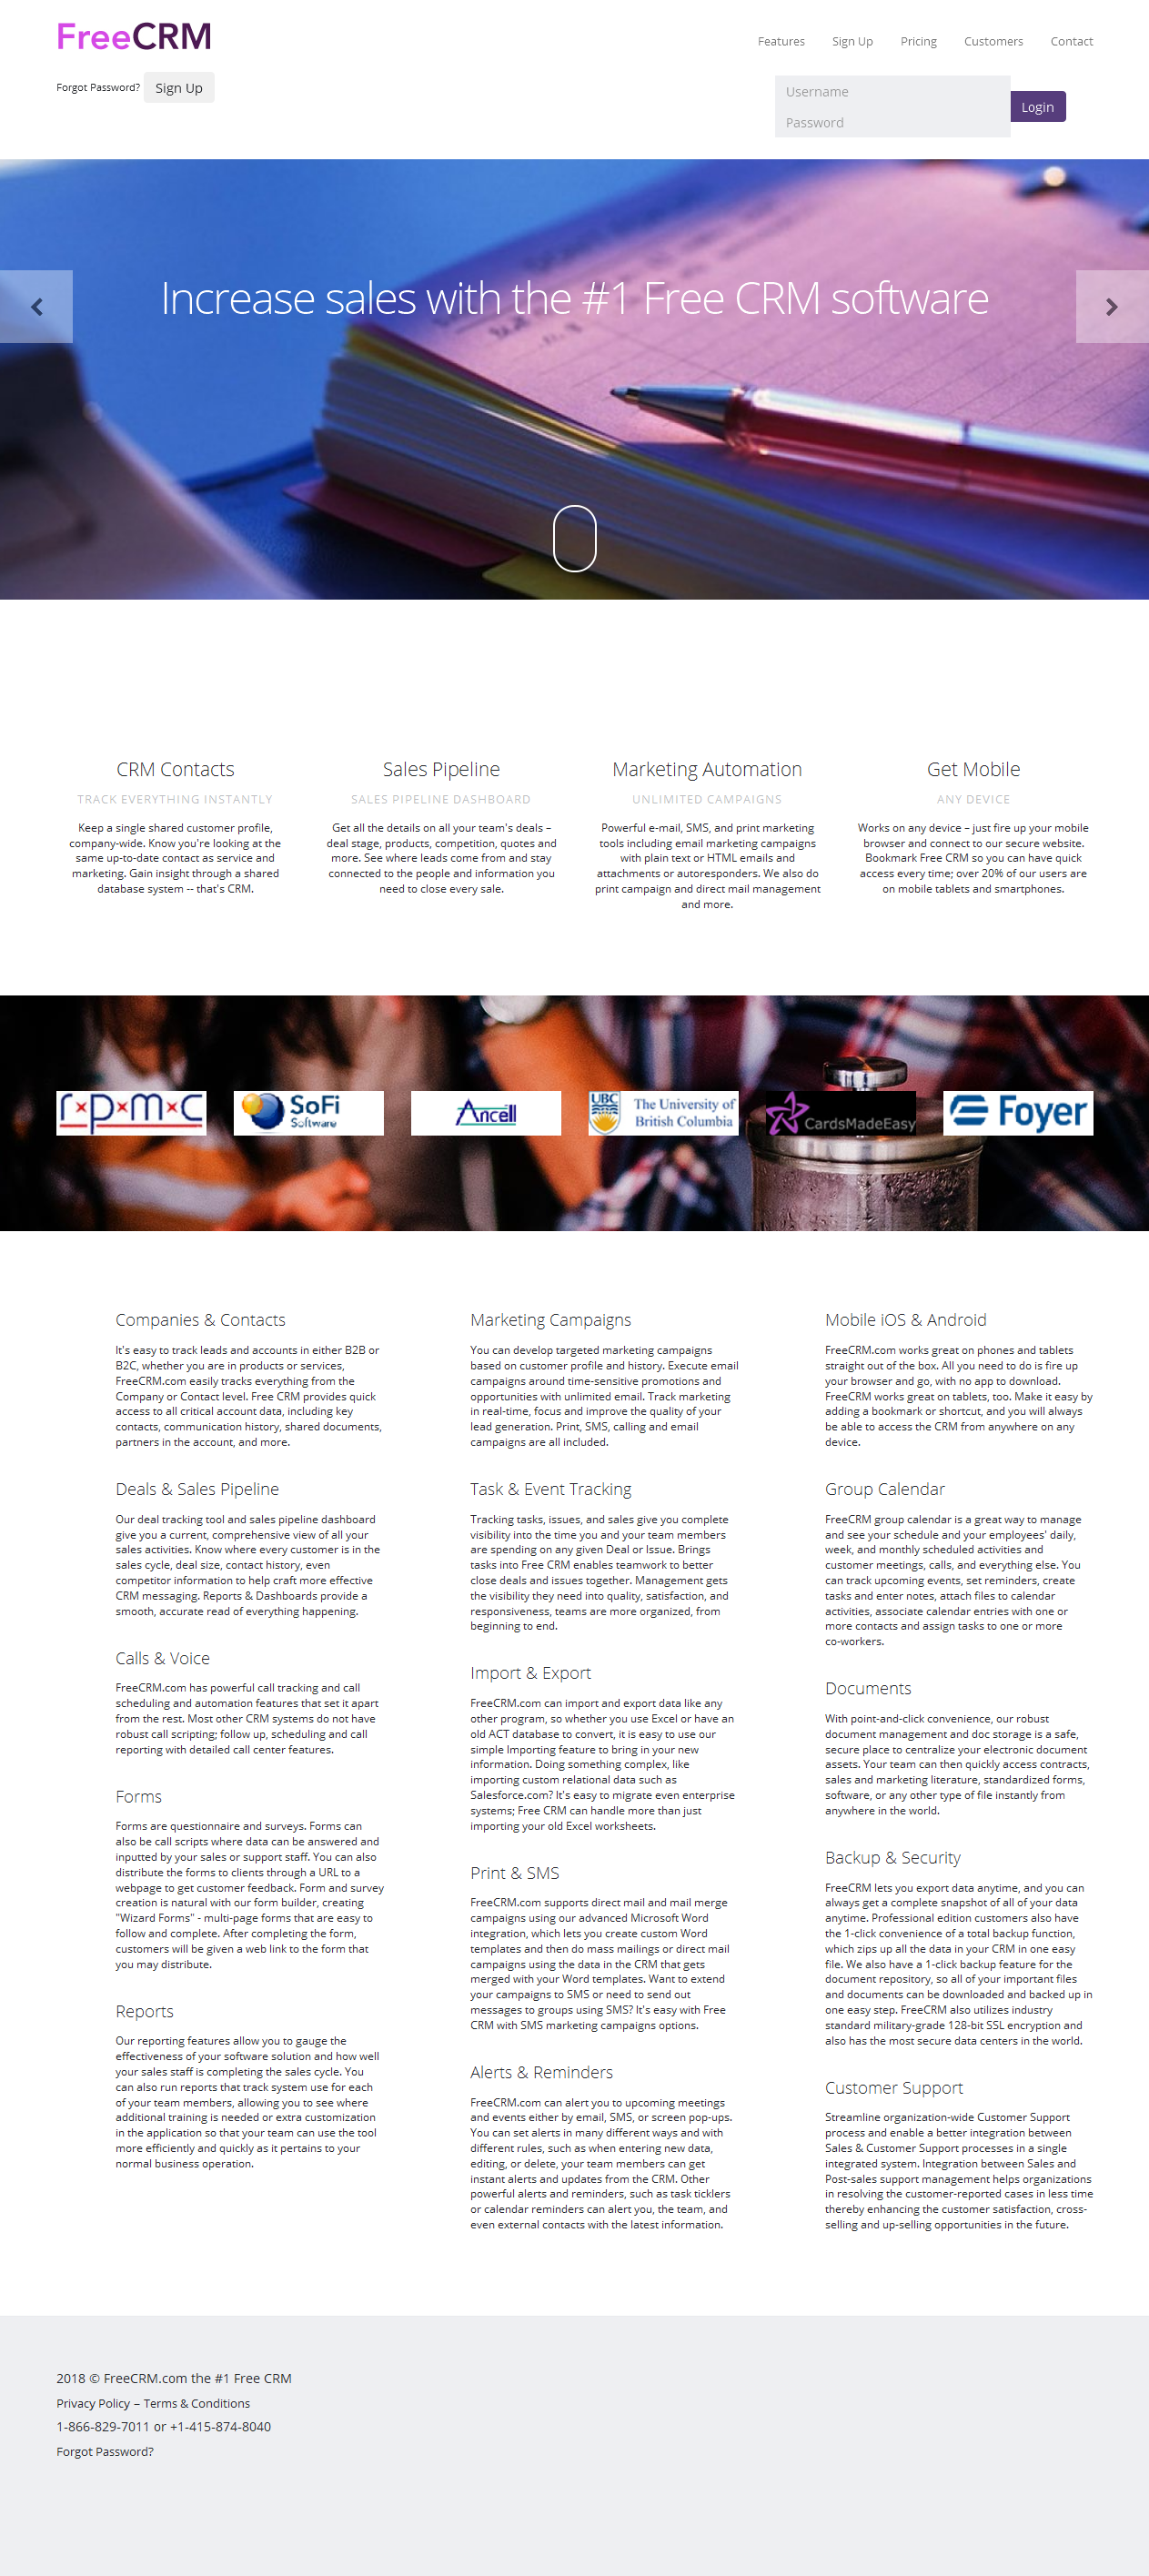 FreeCRM
Features Sign Up Pricing Customers Contact
Forgot Password? Sign Up
Username
Password
Login
Increase sales with the #1 Free CRM software
CRM Contacts
TRACK EVERYTHING INSTANTLY
Keep a single shared customer profile,
company-wide. Know you're looking at the
same up-to-date contact as service and
marketing. Gain insight through a shared
database system -- that's CRM.
Sales Pipeline
SALES PIPELINE DASHBOARD
Get all the details on all your team's deals –
deal stage, products, competition, quotes and
more. See where leads come from and stay
connected to the people and information you
need to close every sale.
Marketing Automation
UNLIMITED CAMPAIGNS
Powerful e-mail, SMS, and print marketing
tools including email marketing campaigns
with plain text or HTML emails and
attachments or autoresponders. We also do
print campaign and direct mail management
and more.
Get Mobile
ANY DEVICE
Works on any device – just fire up your mobile
browser and connect to our secure website.
Bookmark Free CRM so you can have quick
access every time; over 20% of our users are
on mobile tablets and smartphones.
r×p×m×c
SoFi
Software
Ancell
UBC
The University of
British Columbia
CardsMadeEasy
Foyer
Companies & Contacts
It's easy to track leads and accounts in either B2B or
B2C, whether you are in products or services,
FreeCRM.com easily tracks everything from the
Company or Contact level. Free CRM provides quick
access to all critical account data, including key
contacts, communication history, shared documents,
partners in the account, and more.
Deals & Sales Pipeline
Our deal tracking tool and sales pipeline dashboard
give you a current, comprehensive view of all your
sales activities. Know where every customer is in the
sales cycle, deal size, contact history, even
competitor information to help craft more effective
CRM messaging. Reports & Dashboards provide a
smooth, accurate read of everything happening.
Calls & Voice
FreeCRM.com has powerful call tracking and call
scheduling and automation features that set it apart
from the rest. Most other CRM systems do not have
robust call scripting; follow up, scheduling and call
reporting with detailed call center features.
Forms
Forms are questionnaire and surveys. Forms can
also be call scripts where data can be answered and
inputted by your sales or support staff. You can also
distribute the forms to clients through a URL to a
webpage to get customer feedback. Form and survey
creation is natural with our form builder, creating
"Wizard Forms" - multi-page forms that are easy to
follow and complete. After completing the form,
customers will be given a web link to the form that
you may distribute.
Reports
Our reporting features allow you to gauge the
effectiveness of your software solution and how well
your sales staff is completing the sales cycle. You
can also run reports that track system use for each
of your team members, allowing you to see where
additional training is needed or extra customization
in the application so that your team can use the tool
more efficiently and quickly as it pertains to your
normal business operation.
Marketing Campaigns
You can develop targeted marketing campaigns
based on customer profile and history. Execute email
campaigns around time-sensitive promotions and
opportunities with unlimited email. Track marketing
in real-time, focus and improve the quality of your
lead generation. Print, SMS, calling and email
campaigns are all included.
Task & Event Tracking
Tracking tasks, issues, and sales give you complete
visibility into the time you and your team members
are spending on any given Deal or Issue. Brings
tasks into Free CRM enables teamwork to better
close deals and issues together. Management gets
the visibility they need into quality, satisfaction, and
responsiveness, teams are more organized, from
beginning to end.
Import & Export
FreeCRM.com can import and export data like any
other program, so whether you use Excel or have an
old ACT database to convert, it is easy to use our
simple Importing feature to bring in your new
information. Doing something complex, like
importing custom relational data such as
Salesforce.com? It's easy to migrate even enterprise
systems; Free CRM can handle more than just
importing your old Excel worksheets.
Print & SMS
FreeCRM.com supports direct mail and mail merge
campaigns using our advanced Microsoft Word
integration, which lets you create custom Word
templates and then do mass mailings or direct mail
campaigns using the data in the CRM that gets
merged with your Word templates. Want to extend
your campaigns to SMS or need to send out
messages to groups using SMS? It's easy with Free
CRM with SMS marketing campaigns options.
Alerts & Reminders
FreeCRM.com can alert you to upcoming meetings
and events either by email, SMS, or screen pop-ups.
You can set alerts in many different ways and with
different rules, such as when entering new data,
editing, or delete, your team members can get
instant alerts and updates from the CRM. Other
powerful alerts and reminders, such as task ticklers
or calendar reminders can alert you, the team, and
even external contacts with the latest information.
Mobile iOS & Android
FreeCRM.com works great on phones and tablets
straight out of the box. All you need to do is fire up
your browser and go, with no app to download.
FreeCRM works great on tablets, too. Make it easy by
adding a bookmark or shortcut, and you will always
be able to access the CRM from anywhere on any
device.
Group Calendar
FreeCRM group calendar is a great way to manage
and see your schedule and your employees' daily,
week, and monthly scheduled activities and
customer meetings, calls, and everything else. You
can track upcoming events, set reminders, create
tasks and enter notes, attach files to calendar
activities, associate calendar entries with one or
more contacts and assign tasks to one or more
co-workers.
Documents
With point-and-click convenience, our robust
document management and doc storage is a safe,
secure place to centralize your electronic document
assets. Your team can then quickly access contracts,
sales and marketing literature, standardized forms,
software, or any other type of file instantly from
anywhere in the world.
Backup & Security
FreeCRM lets you export data anytime, and you can
always get a complete snapshot of all of your data
anytime. Professional edition customers also have
the 1-click convenience of a total backup function,
which zips up all the data in your CRM in one easy
file. We also have a 1-click backup feature for the
document repository, so all of your important files
and documents can be downloaded and backed up in
one easy step. FreeCRM also utilizes industry
standard military-grade 128-bit SSL encryption and
also has the most secure data centers in the world.
Customer Support
Streamline organization-wide Customer Support
process and enable a better integration between
Sales & Customer Support processes in a single
integrated system. Integration between Sales and
Post-sales support management helps organizations
in resolving the customer-reported cases in less time
thereby enhancing the customer satisfaction, cross-
selling and up-selling opportunities in the future.
2018 © FreeCRM.com the #1 Free CRM
Privacy Policy – Terms & Conditions
1-866-829-7011 or +1-415-874-8040
Forgot Password?